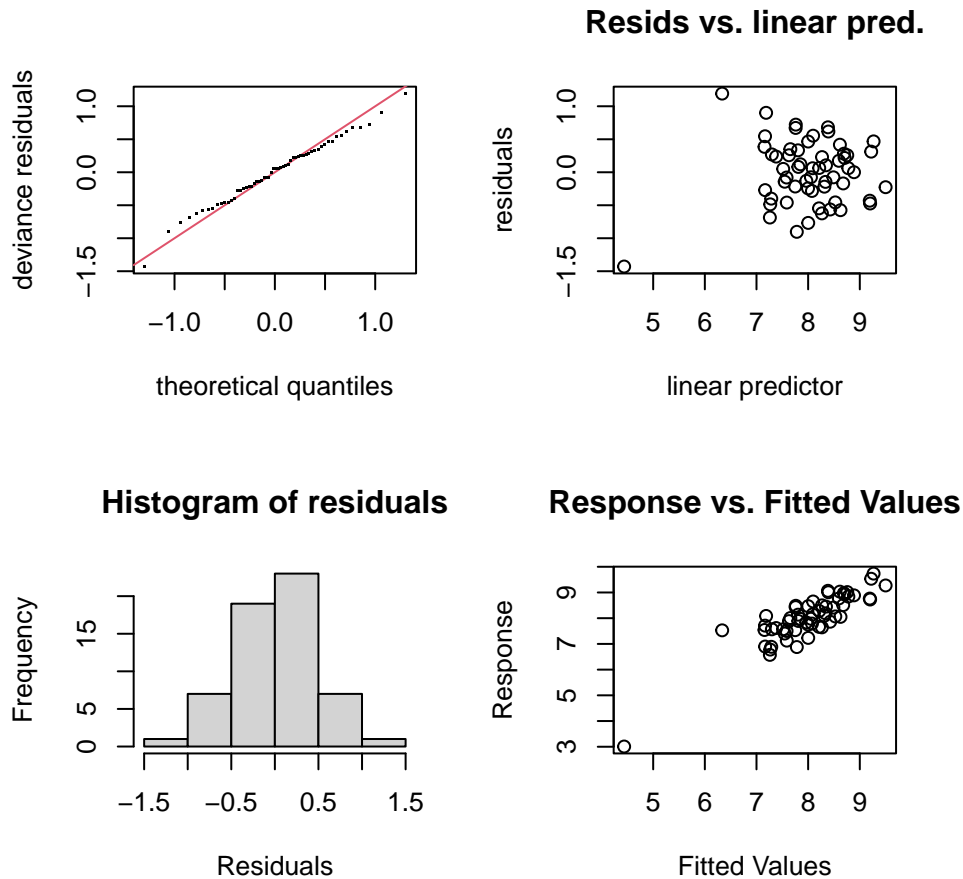 deviance residuals
1.0
0.0
−1.5
−1.0
0.0
1.0
theoretical quantiles
Resids vs. linear pred.
residuals
1.0
0.0
−1.5
5 6 7 8 9
linear predictor
Histogram of residuals
Frequency
15
5
0
−1.5 −0.5 0.5 1.5
Residuals
Response vs. Fitted Values
Response
9
7
5
3
5 6 7 8 9
Fitted Values